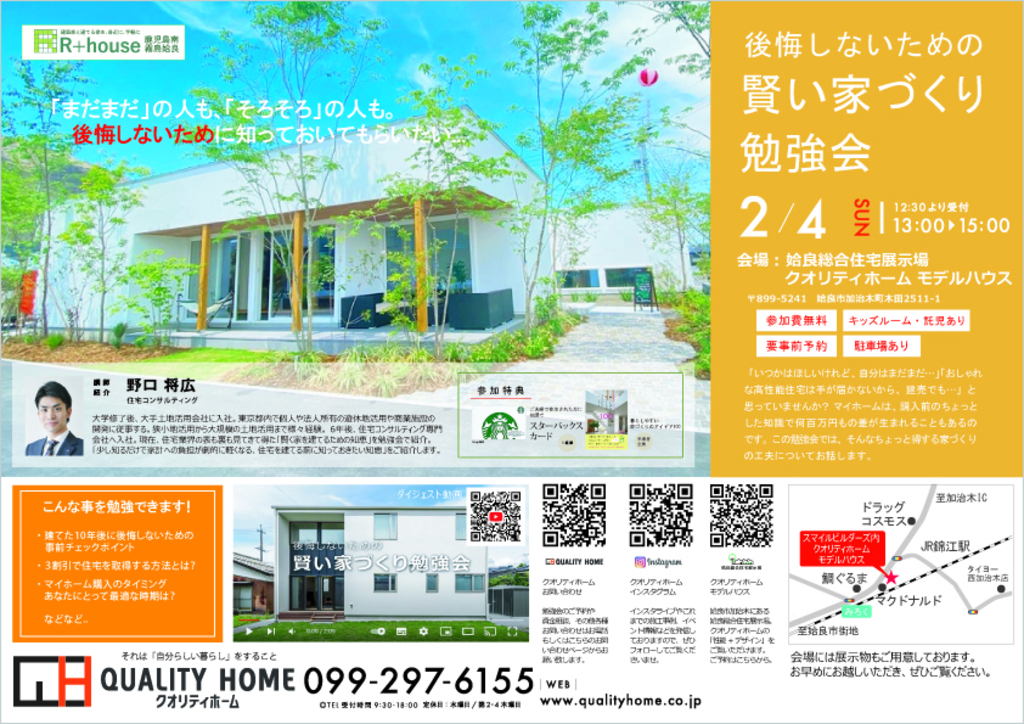 建築家と建てる家を、身近に、手軽に
R+house 鹿児島南
霧島姶良
「まだまだ」の人も、「そろそろ」の人も。
後悔しないために知っておいてもらいたい...
後悔しないための
賢い家づくり
勉強会
2/4 SUN 12:30より受付
13:00▶15:00
会場：姶良総合住宅展示場
クオリティホーム モデルハウス
〒899-5241 姶良市加治木町木田2511-1
参加費無料 キッズルーム・託児あり
要事前予約 駐車場あり
「いつかはほしいけれど、自分はまだまだ…」「おしゃれ
な高性能住宅は手が届かないから、建売でも…」と
思っていませんか？マイホームは、購入前のちょっと
した知識で何百万円もの差が生まれることもあるの
です。この勉強会では、そんなちょっと得する家づくり
の工夫についてお話します。
講師
紹介
野口 将広
住宅コンサルティング
大学修了後、大手土地活用会社に入社。東京都内で個人や法人所有の遊休地活用や商業施設の
開発に従事する。狭小地活用から大規模の土地活用まで様々経験。6年後、住宅コンサルティング専門
会社へ入社。現在、住宅業界の表も裏も見てきて得た「賢く家を建てるための知恵」を勉強会で紹介。
「少し知るだけで家計への負担が劇的に軽くなる、住宅を建てる前に知っておきたい知恵」をご紹介します。
参加特典
スターバックス
カード
こんな事を勉強できます！
・建てた10年後に後悔しないための
事前チェックポイント
・3割引で住宅を取得する方法とは？
・マイホーム購入のタイミング
あなたにとって最適な時期は？
などなど..
ダイジェスト動画
後悔しないための
賢い家づくり勉強会
QUALITY HOME
クオリティホーム
お問い合わせ
勉強会のご予約や
資金相談、その他各種
お問い合わせはお電話
もしくはこちらのお問
い合わせページからお
願い致します。
Instagram
クオリティホーム
インスタグラム
インスタライブやこれ
までの施工事例、イベ
ント情報などを発信し
ておりますので、ぜひ
フォローしてご覧くだ
さいませ。
クオリティホーム
モデルハウス
姶良市加治木にある
姶良総合住宅展示場。
クオリティホームの
「性能＋デザイン」を
ご覧いただけます。
ご予約はこちらから。
至加治木IC
ドラッグ
コスモス
スマイルビルダーズ内
クオリティホーム
モデルハウス
JR錦江駅
タイヨー
西加治木店
鯛ぐるま
マクドナルド
みろく
至姶良市街地
会場には展示物もご用意しております。
お早めにお越しいただき、ぜひご覧ください。
それは「自分らしい暮らし」をすること
QUALITY HOME
クオリティホーム
099-297-6155
TEL受付時間 9:30-18:00 定休日：水曜日/第2・4木曜日
WEB
www.qualityhome.co.jp